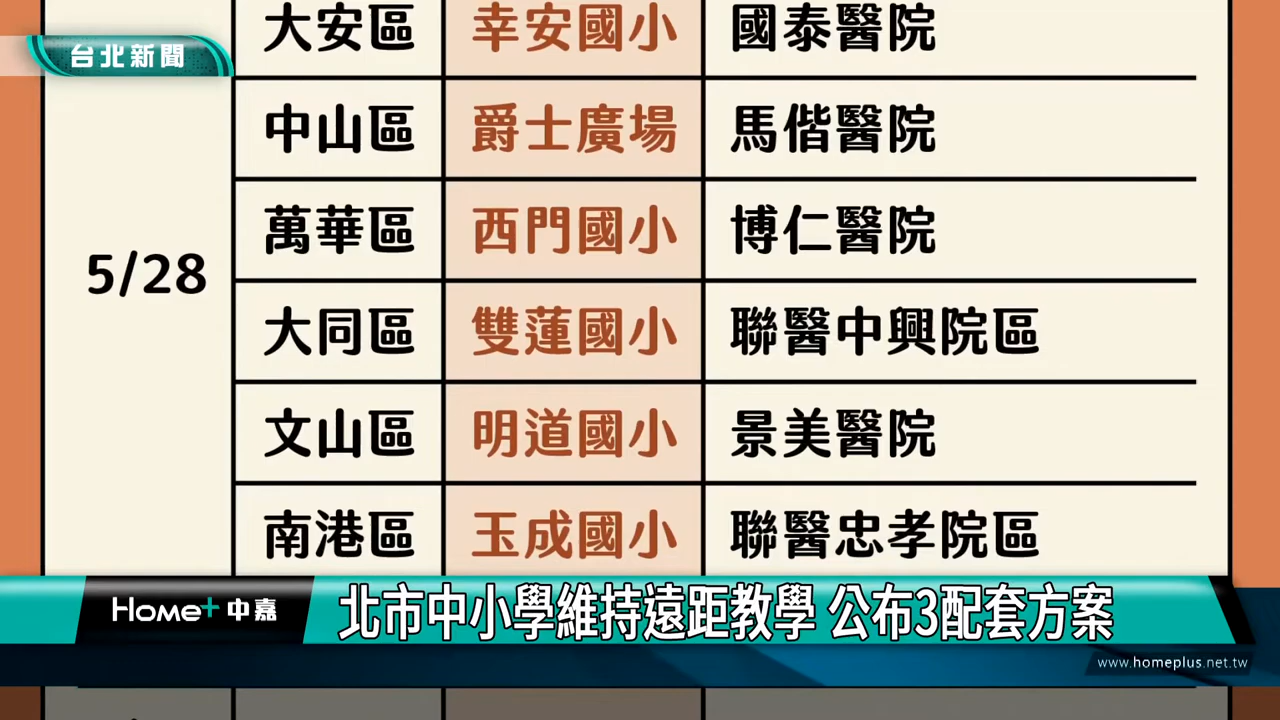 台北新聞
大安區 幸安國小 國泰醫院
中山區 爵士廣場 馬偕醫院
萬華區 西門國小 博仁醫院
5/28
大同區 雙蓮國小 聯醫中興院區
文山區 明道國小 景美醫院
南港區 玉成國小 聯醫忠孝院區
Home+中嘉 北市中小學維持遠距教學 公布3配套方案
www.homeplus.net.tw